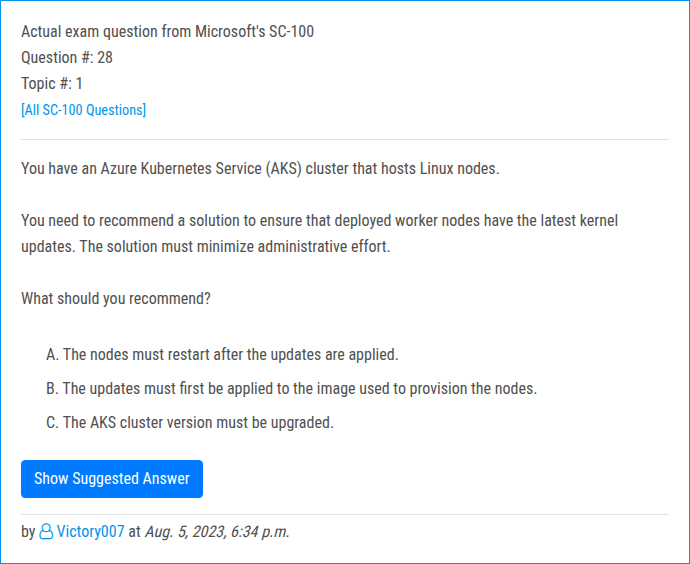 Actual exam question from Microsoft's SC-100
Question #: 28
Topic #: 1
[All SC-100 Questions]
You have an Azure Kubernetes Service (AKS) cluster that hosts Linux nodes.
You need to recommend a solution to ensure that deployed worker nodes have the latest kernel
updates. The solution must minimize administrative effort.
What should you recommend?
A. The nodes must restart after the updates are applied.
B. The updates must first be applied to the image used to provision the nodes.
C. The AKS cluster version must be upgraded.
Show Suggested Answer
by Victory007 at Aug. 5, 2023, 6:34 p.m.